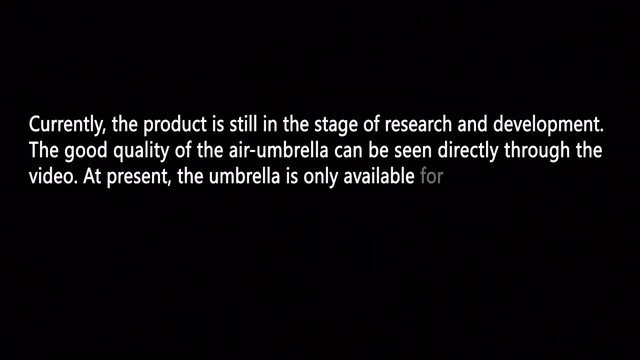 Currently, the product is still in the stage of research and development.
The good quality of the air-umbrella can be seen directly through the
video. At present, the umbrella is only available for